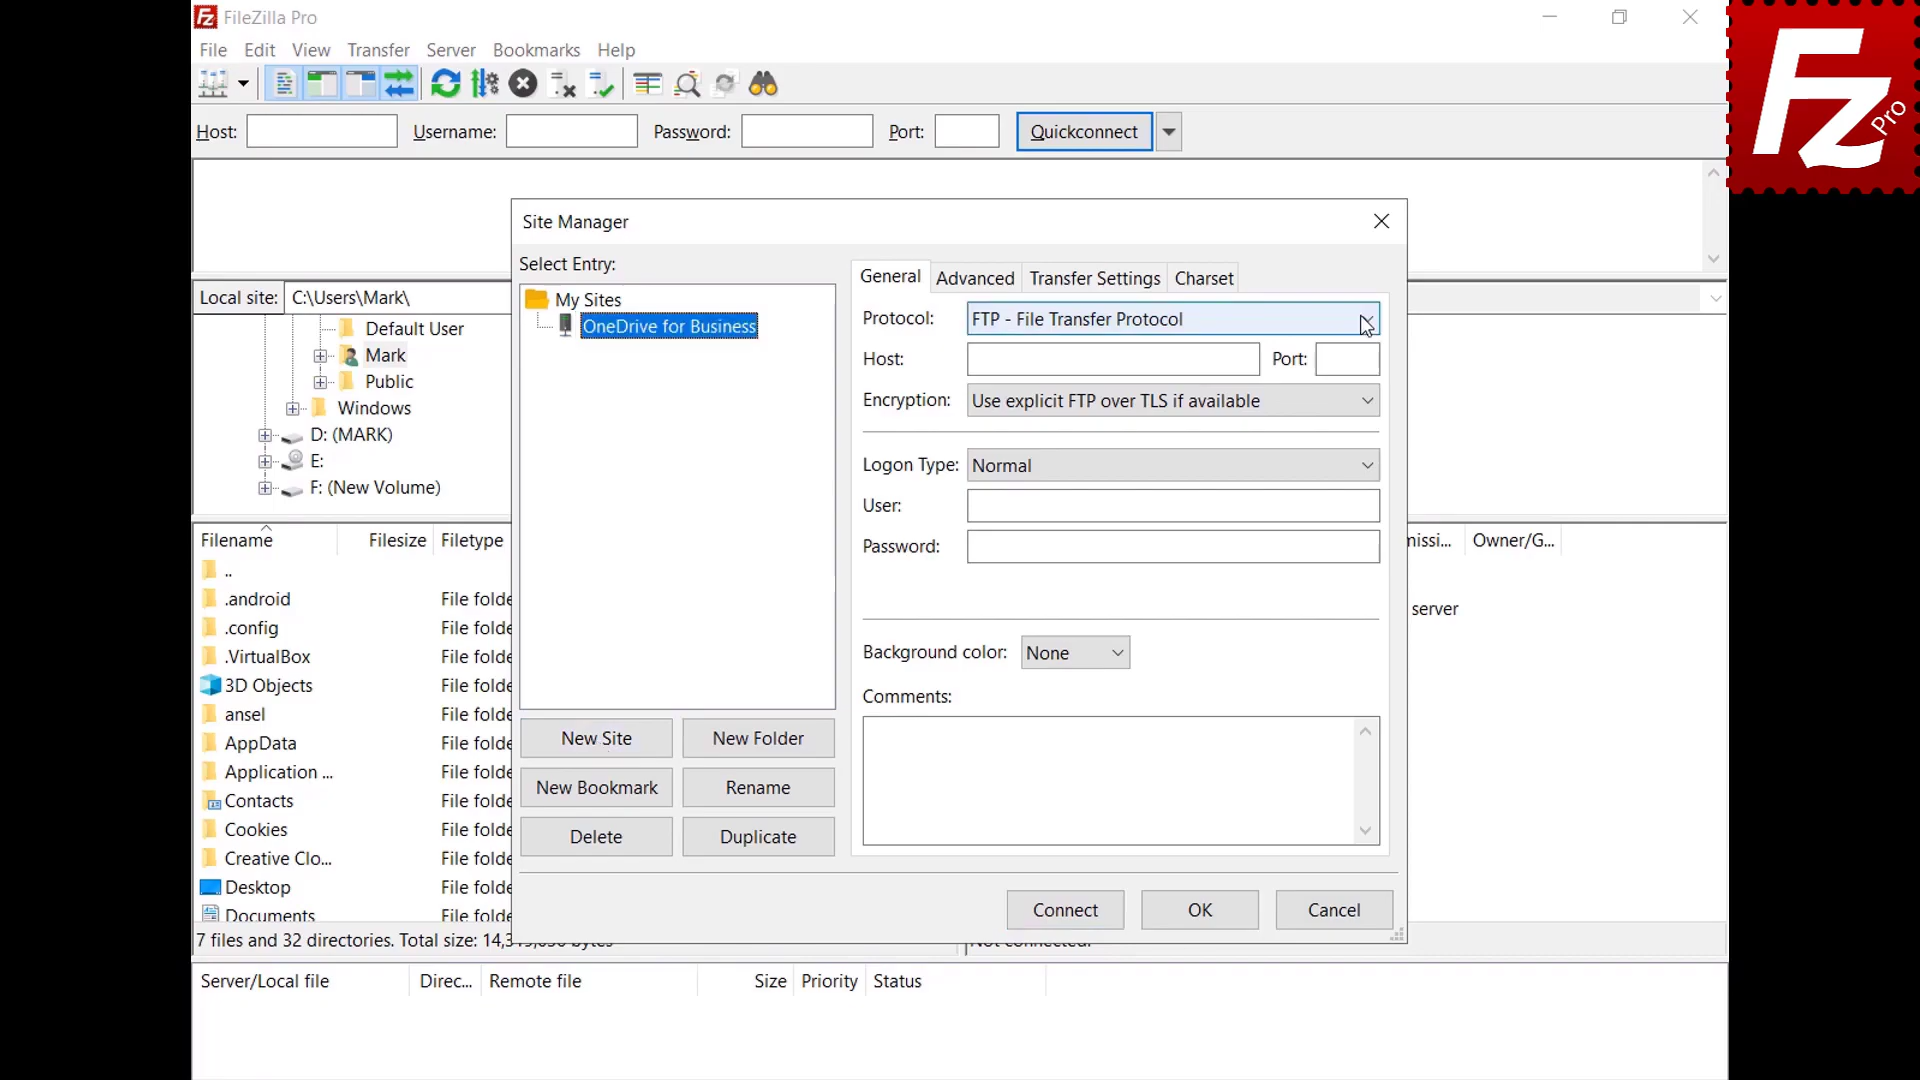 FileZilla Pro
File Edit View Transfer Server Bookmarks Help
Host: Username: Password: Port: Quickconnect
Fz Pro
Site Manager
Select Entry:
My Sites
OneDrive for Business
General Advanced Transfer Settings Charset
Protocol: FTP - File Transfer Protocol
Host: Port:
Encryption: Use explicit FTP over TLS if available
Logon Type: Normal
User:
Password:
Background color: None
Comments:
New Site New Folder
New Bookmark Rename
Delete Duplicate
Connect OK Cancel
Local site: C:\Users\Mark\
Default User
Mark
Public
Windows
D: (MARK)
E:
F: (New Volume)
Filename Filesize Filetype
..
.android File folde
.config File folde
.VirtualBox File folde
3D Objects File folde
ansel File folde
AppData File folde
Application ... File folde
Contacts File folde
Cookies File folde
Creative Clo... File folde
Desktop File folde
Documents File folde
missi... Owner/G...
server
7 files and 32 directories. Total size: bytes
Not connected.
Server/Local file Direc... Remote file Size Priority Status